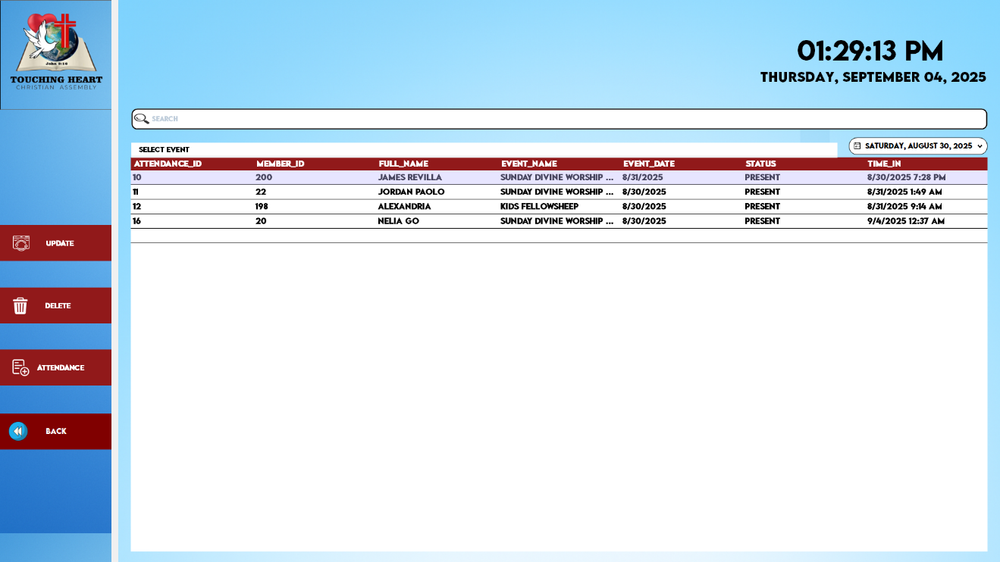 John 3:16
TOUCHING HEART
CHRISTIAN ASSEMBLY
01:29:13 PM
THURSDAY, SEPTEMBER 04, 2025
SEARCH
SELECT EVENT
SATURDAY, AUGUST 30, 2025
ATTENDANCE_ID MEMBER_ID FULL_NAME EVENT_NAME EVENT_DATE STATUS TIME_IN
10 200 JAMES REVILLA SUNDAY DIVINE WORSHIP ... 8/31/2025 PRESENT 8/30/2025 7:28 PM
11 22 JORDAN PAOLO SUNDAY DIVINE WORSHIP ... 8/30/2025 PRESENT 8/31/2025 1:49 AM
12 198 ALEXANDRIA KIDS FELLOWSHEEP 8/30/2025 PRESENT 8/31/2025 9:14 AM
16 20 NELIA GO SUNDAY DIVINE WORSHIP ... 8/30/2025 PRESENT 9/4/2025 12:37 AM
UPDATE
DELETE
ATTENDANCE
BACK